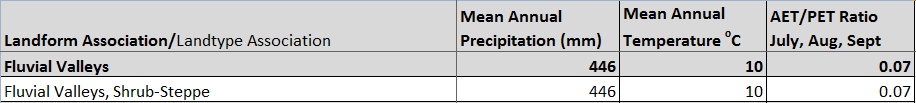 Landform Association/Landtype Association	Mean Annual Precipitation (mm)	Mean Annual Temperature °C	AET/PET Ratio July, Aug, Sept
Fluvial Valleys	446	10	0.07
Fluvial Valleys, Shrub-Steppe	446	10	0.07